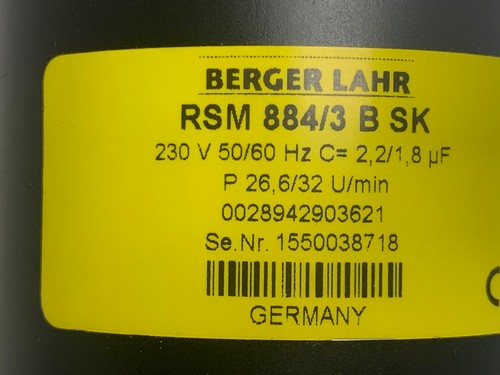 BERGER LAHR
RSM 884/3 B SK
230 V 50/60 Hz C= 2,2/1,8 µF
P 26,6/32 U/min
0028942903621
Se.Nr. 1550038718
GERMANY